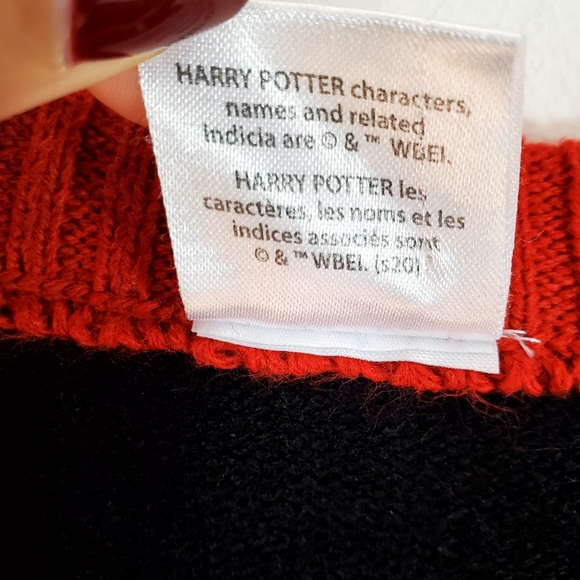 HARRY POTTER characters,
names and related
indicia are © & ™ WBEI.
HARRY POTTER les
caractères, les noms et les
indices associés sont
© & ™ WBEI. (s20)